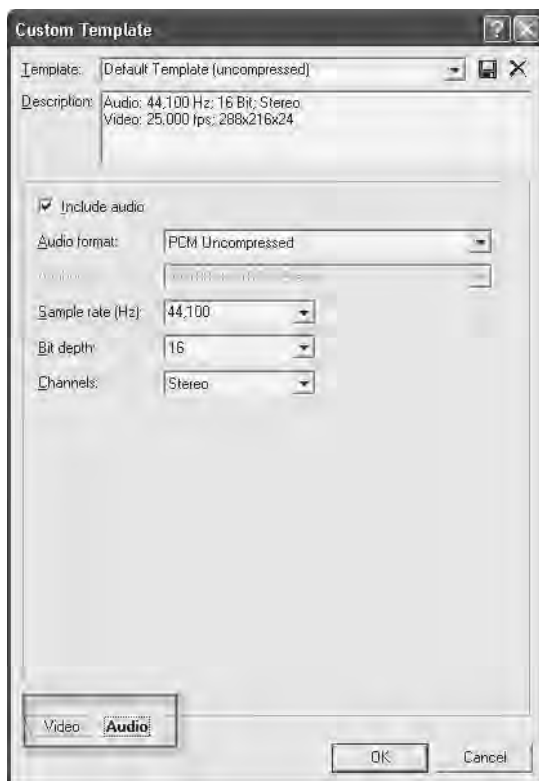 Custom Template
Template: Default Template (uncompressed)
Description: Audio: 44,100 Hz; 16 Bit; Stereo
Video: 25.000 fps; 288x216x24
Include audio
Audio format: PCM Uncompressed
Sample rate (Hz): 44,100
Bit depth: 16
Channels: Stereo
Video Audio
OK Cancel